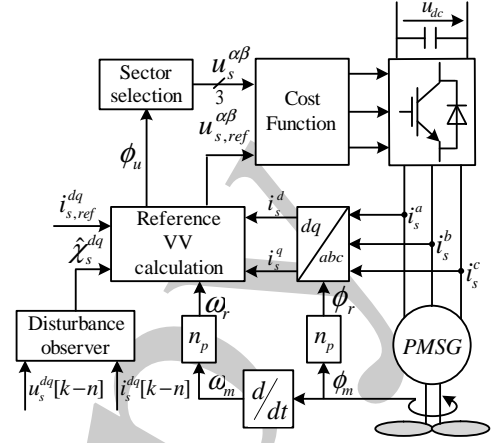 u_dc
Sector
selection
u_s^{αβ}
3
u_{s,ref}^{αβ}
Cost
Function
ϕ_u
i_{s,ref}^{dq}
χ̂_s^{dq}
Reference
VV
calculation
i_s^d
i_s^q
dq
abc
i_s^a
i_s^b
i_s^c
ω_r
ϕ_r
Disturbance
observer
n_p
n_p
PMSG
u_s^{dq}[k-n]
i_s^{dq}[k-n]
ω_m
d/dt
ϕ_m